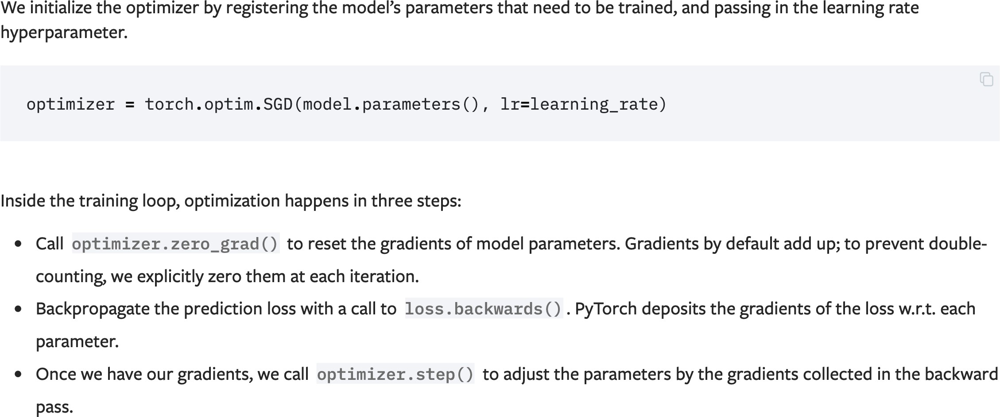 We initialize the optimizer by registering the model’s parameters that need to be trained, and passing in the learning rate
hyperparameter.
optimizer = torch.optim.SGD(model.parameters(), lr=learning_rate)
Inside the training loop, optimization happens in three steps:
• Call optimizer.zero_grad() to reset the gradients of model parameters. Gradients by default add up; to prevent double-
counting, we explicitly zero them at each iteration.
• Backpropagate the prediction loss with a call to loss.backwards(). PyTorch deposits the gradients of the loss w.r.t. each
parameter.
• Once we have our gradients, we call optimizer.step() to adjust the parameters by the gradients collected in the backward
pass.